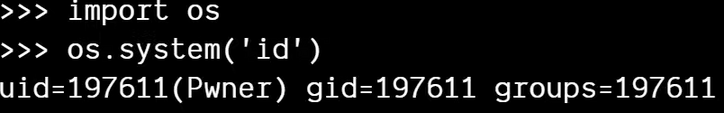 >>> import os
>>> os.system('id')
uid=197611(Pwner) gid=197611 groups=197611